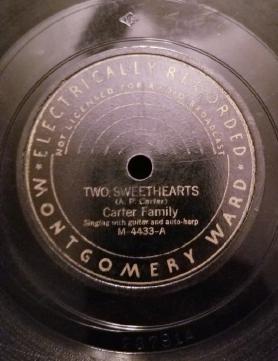 ELECTRICALLY RECORDED
NOT LICENSED FOR RADIO BROADCAST
TWO SWEETHEARTS
(A. P. Carter)
Carter Family
Singing with guitar and auto-harp
M-4433-A
MONTGOMERY WARD